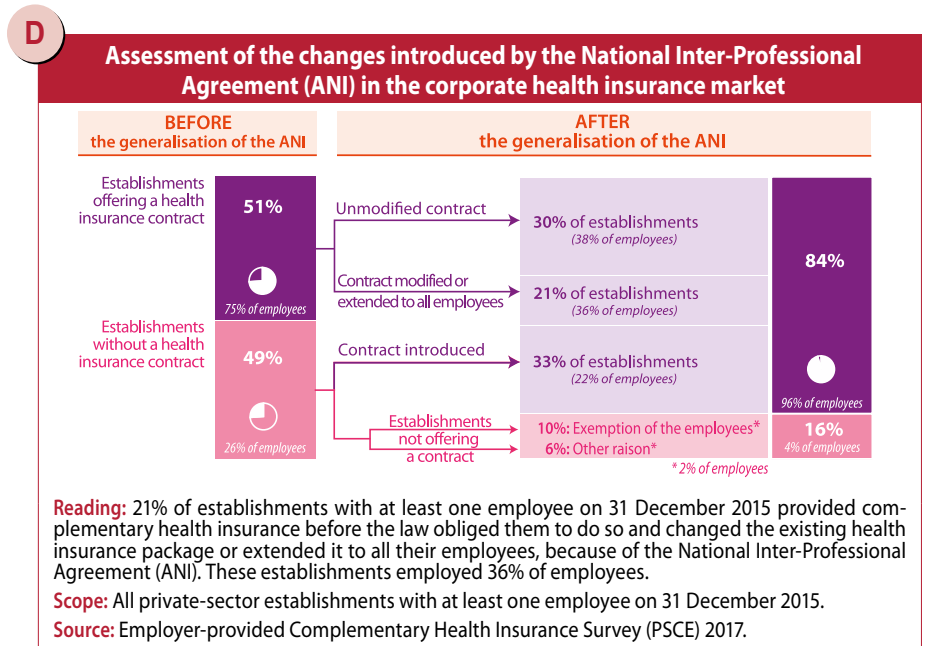 D
Assessment of the changes introduced by the National Inter-Professional
Agreement (ANI) in the corporate health insurance market
BEFORE
the generalisation of the ANI
AFTER
the generalisation of the ANI
Establishments
offering a health
insurance contract
51%
75% of employees
Establishments
without a health
insurance contract
49%
26% of employees
Unmodified contract
Contract modified or
extended to all employees
Contract introduced
Establishments
not offering
a contract
30% of establishments
(38% of employees)
21% of establishments
(36% of employees)
33% of establishments
(22% of employees)
10%: Exemption of the employees*
6%: Other raison*
* 2% of employees
84%
96% of employees
16%
4% of employees
Reading: 21% of establishments with at least one employee on 31 December 2015 provided com-
plementary health insurance before the law obliged them to do so and changed the existing health
insurance package or extended it to all their employees, because of the National Inter-Professional
Agreement (ANI). These establishments employed 36% of employees.
Scope: All private-sector establishments with at least one employee on 31 December 2015.
Source: Employer-provided Complementary Health Insurance Survey (PSCE) 2017.